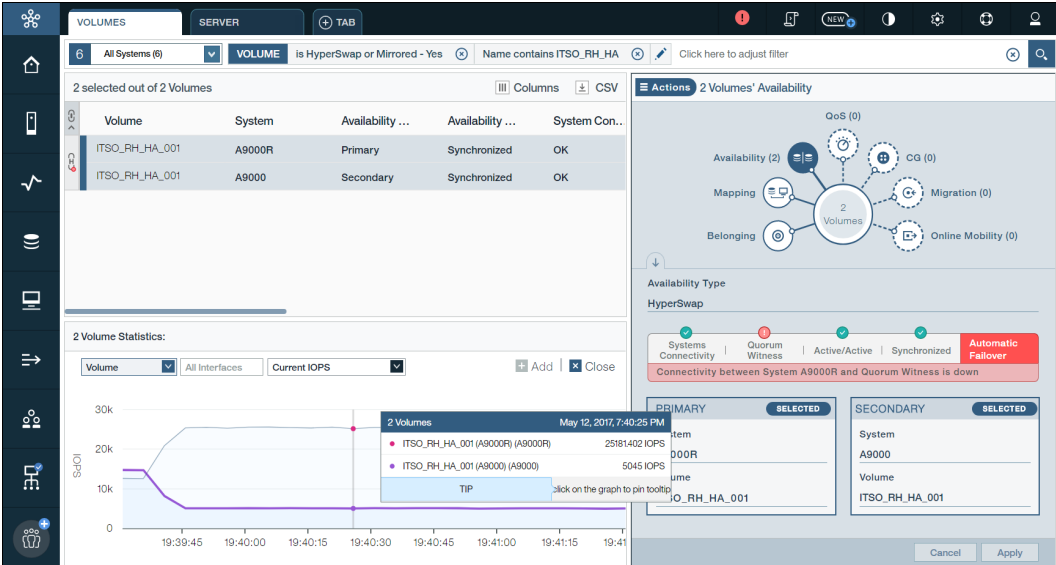 VOLUMES
SERVER
TAB
!
NEW
6
All Systems (6)
VOLUME
is HyperSwap or Mirrored - Yes
Name contains ITSO_RH_HA
Click here to adjust filter
2 selected out of 2 Volumes
Columns
CSV
Volume
System
Availability ...
Availability ...
System Con...
ITSO_RH_HA_001
A9000R
Primary
Synchronized
OK
ITSO_RH_HA_001
A9000
Secondary
Synchronized
OK
2 Volume Statistics:
Volume
All Interfaces
Current IOPS
Add
Close
30k
20k
10k
0
IOPS
19:39:45
19:40:00
19:40:15
19:40:30
19:40:45
19:41:00
19:41:15
19:41
2 Volumes
May 12, 2017, 7:40:25 PM
ITSO_RH_HA_001 (A9000R) (A9000R)
25181.402 IOPS
ITSO_RH_HA_001 (A9000) (A9000)
5045 IOPS
TIP
click on the graph to pin tooltip
Actions
2 Volumes' Availability
QoS (0)
Availability (2)
CG (0)
Mapping
Migration (0)
2
Volumes
Belonging
Online Mobility (0)
Availability Type
HyperSwap
Systems
Connectivity
!
Quorum
Witness
Active/Active
Synchronized
Automatic
Failover
Connectivity between System A9000R and Quorum Witness is down
PRIMARY
SELECTED
stem
000R
ume
SO_RH_HA_001
SECONDARY
SELECTED
System
A9000
Volume
ITSO_RH_HA_001
Cancel
Apply